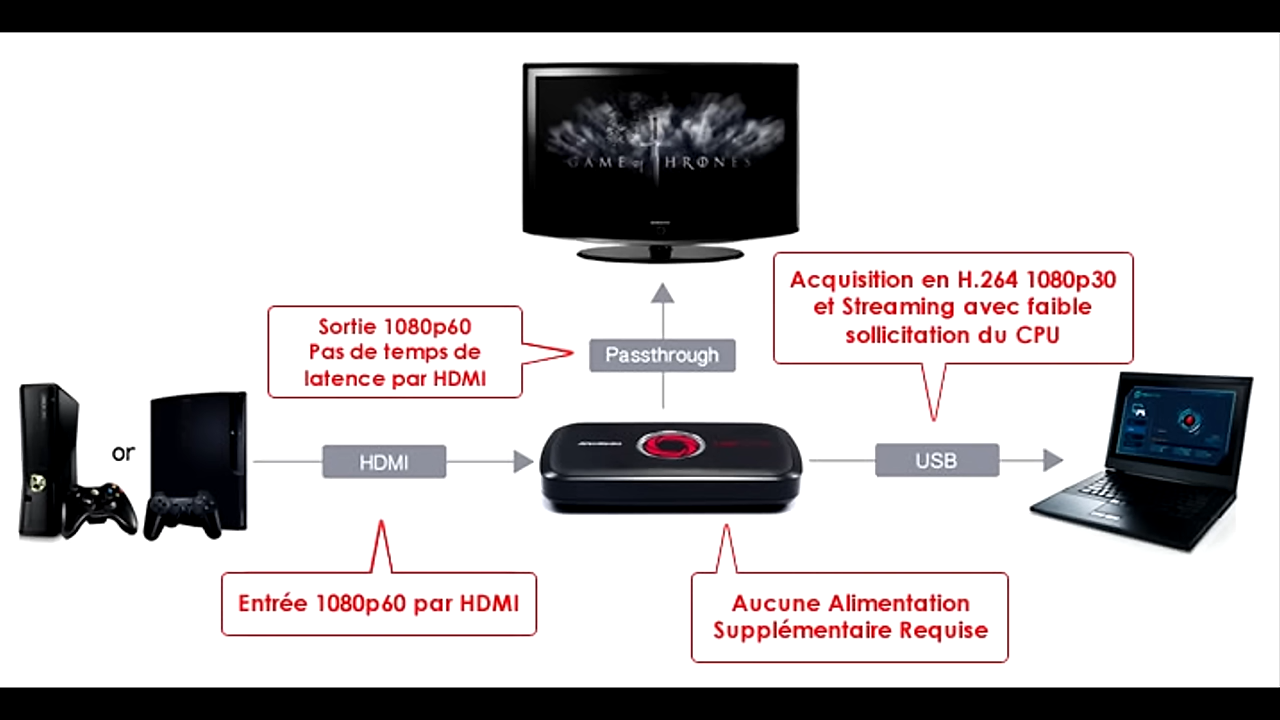 GAME of THRONES
Acquisition en H.264 1080p30
et Streaming avec faible
sollicitation du CPU
Sortie 1080p60
Pas de temps de
latence par HDMI
Passthrough
or
HDMI
USB
Entrée 1080p60 par HDMI
Aucune Alimentation
Supplémentaire Requise